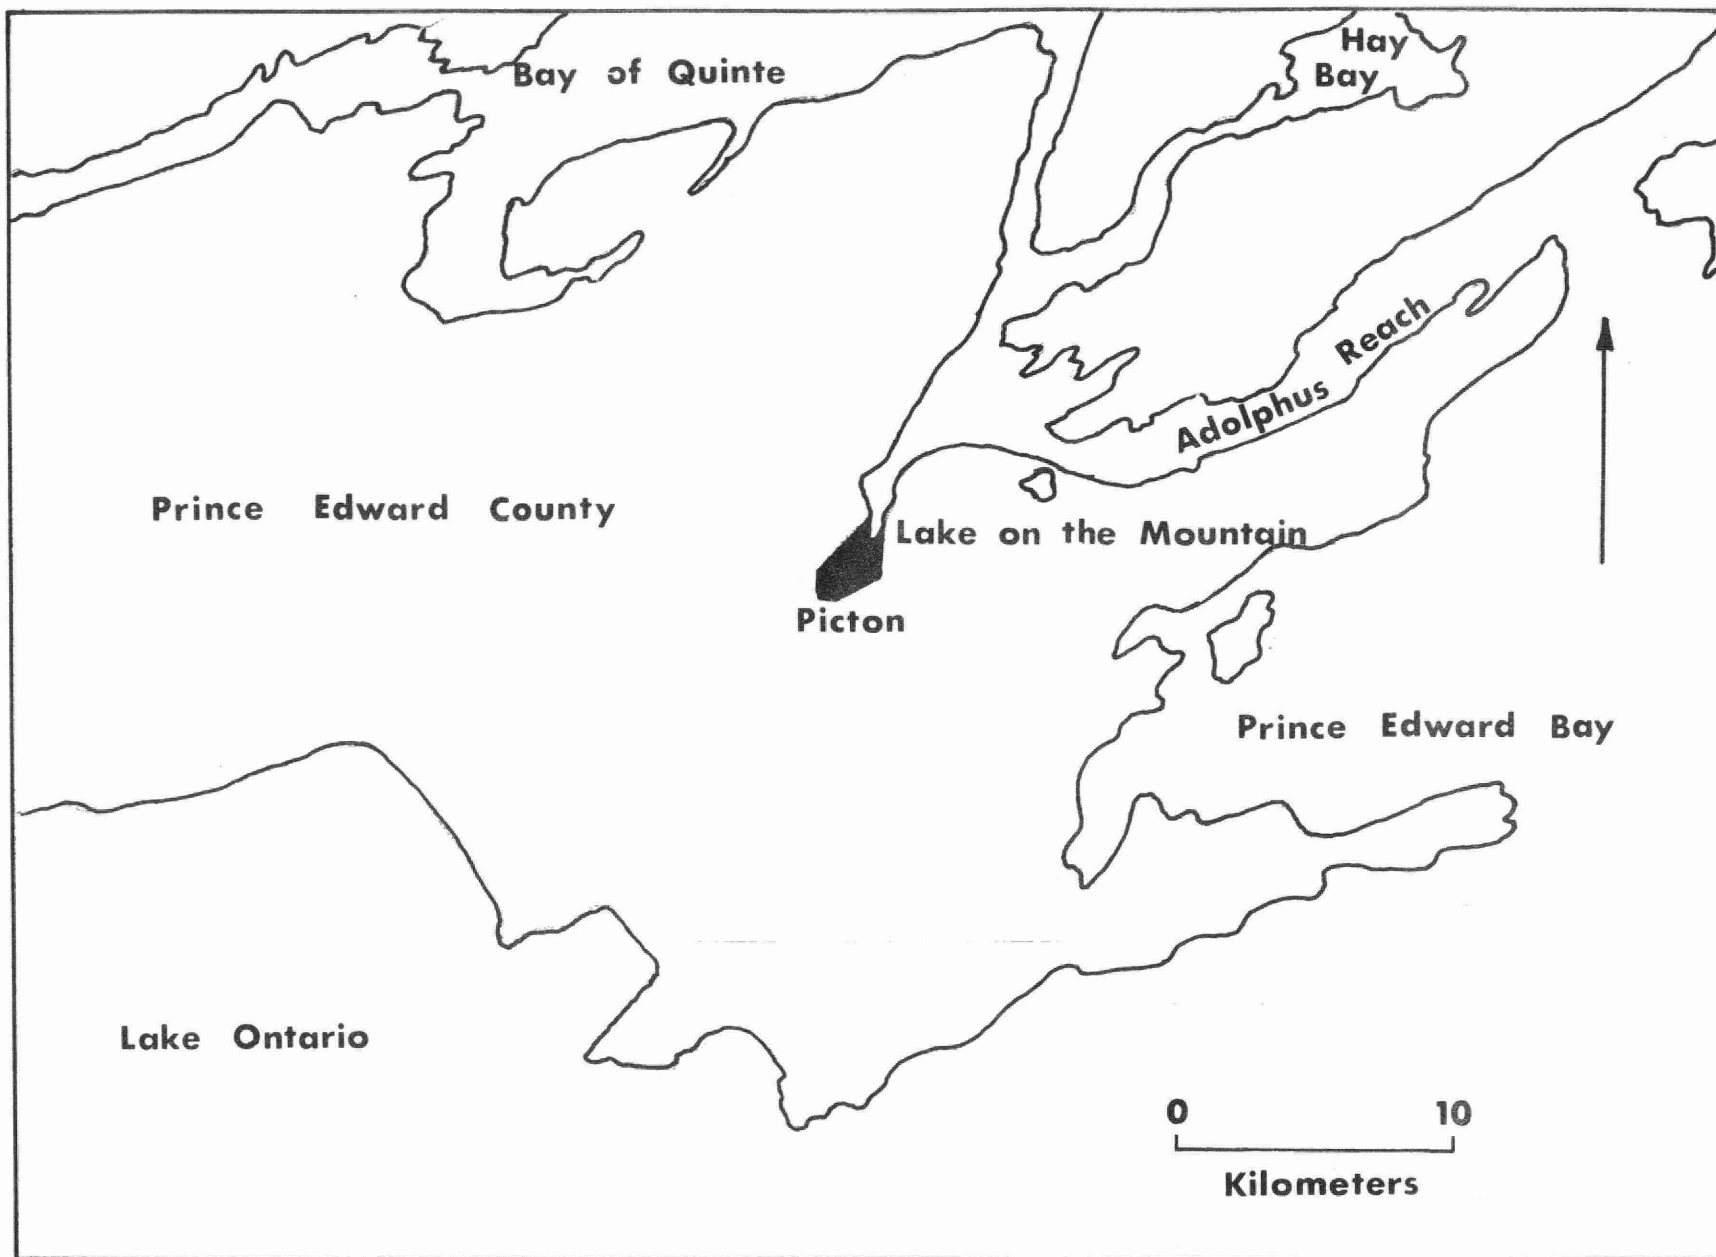 Hay
Bay
Bay of Quinte
Adolphus Reach
Prince Edward County
Lake on the Mountain
Picton
Prince Edward Bay
Lake Ontario
0 10
Kilometers